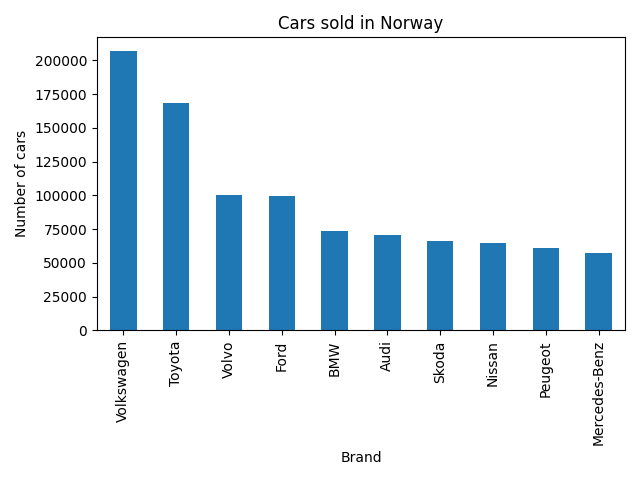 Cars sold in Norway
Number of cars
200000
175000
150000
125000
100000
75000
50000
25000
0
Volkswagen
Toyota
Volvo
Ford
BMW
Audi
Skoda
Nissan
Peugeot
Mercedes-Benz
Brand